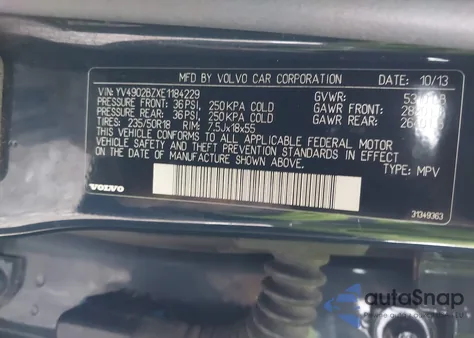 MANUFACTURED BY VOLVO CAR CORPORATION DATE: 10/13
VIN: YV4902BZXE1184229 GVWR:
PRESSURE FRONT: 36PSI, 250KPA COLD GAWR FRONT:
PRESSURE REAR: 36PSI, 250KPA COLD GAWR REAR:
TIRES: 235/50R18 RIM: 7.5Jx18x55
THIS VEHICLE CONFORMS TO ALL APPLICABLE FEDERAL MOTOR
VEHICLE SAFETY AND THEFT PREVENTION STANDARDS IN EFFECT
ON THE DATE OF MANUFACTURE SHOWN ABOVE.
TYPE: MPV
VOLVO
31349363
autoSnap